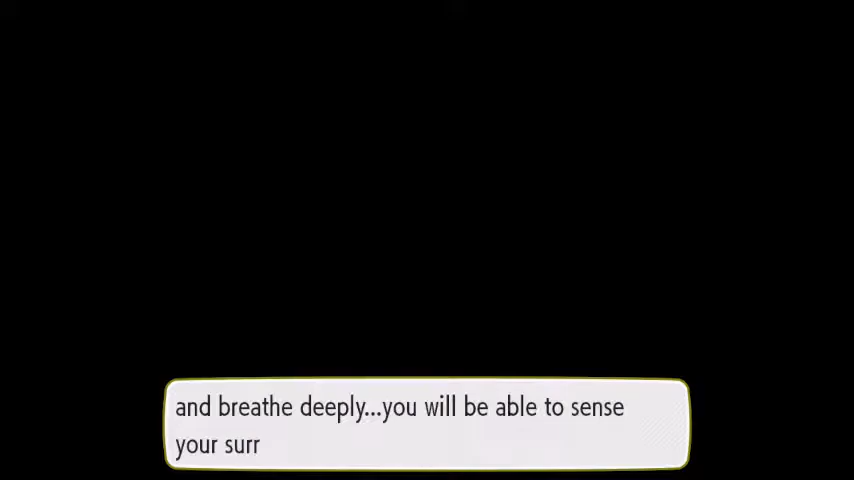 and breathe deeply...you will be able to sense
your surr